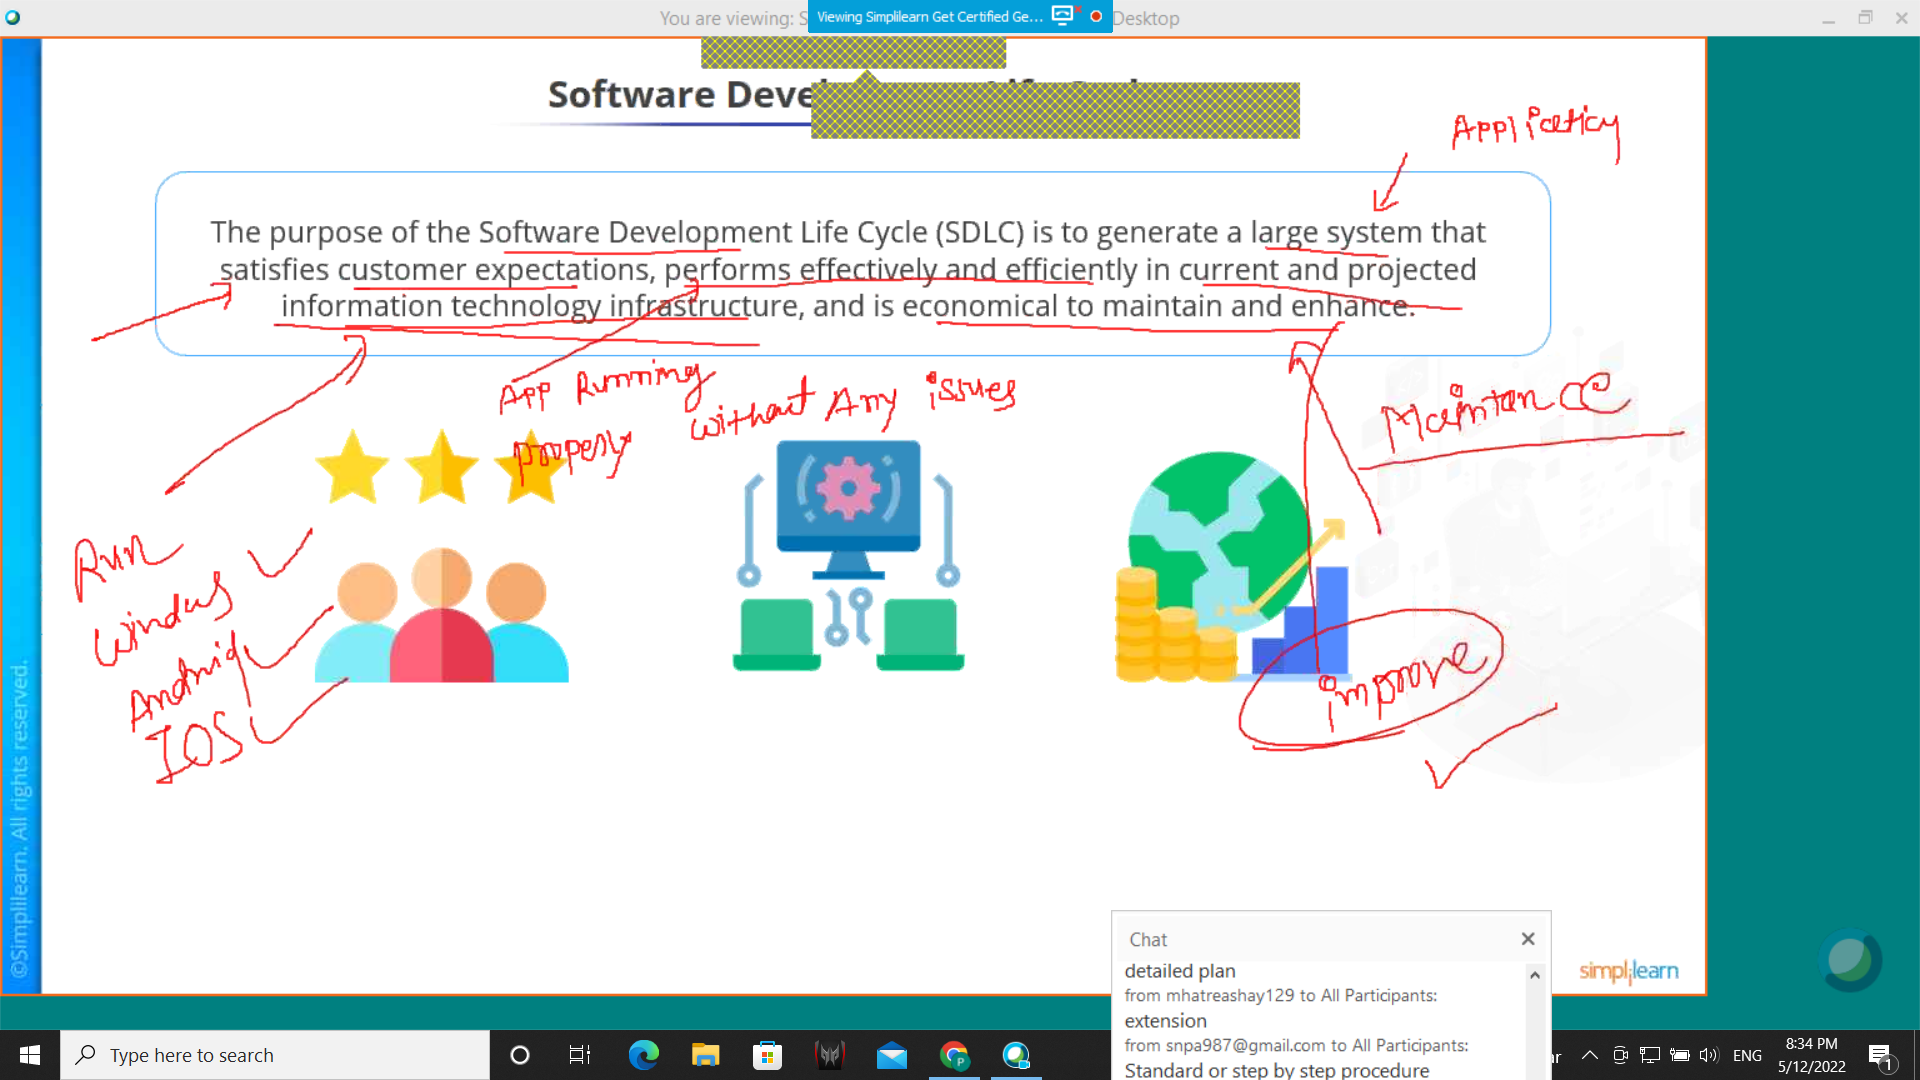 You are viewing: S
Viewing Simplilearn Get Certified Ge...
Desktop
Software Deve
Application
The purpose of the Software Development Life Cycle (SDLC) is to generate a large system that
satisfies customer expectations, performs effectively and efficiently in current and projected
information technology infrastructure, and is economical to maintain and enhance.
App Running
without Any issues
Maintance
Run
Windus
Android
IOS
improve
©Simplilearn. All rights reserved.
simplilearn
Chat
detailed plan
from mhatreashay129 to All Participants:
extension
from snpa987@gmail.com to All Participants:
Standard or step by step procedure
Type here to search
ar
ENG
8:34 PM
5/12/2022
1